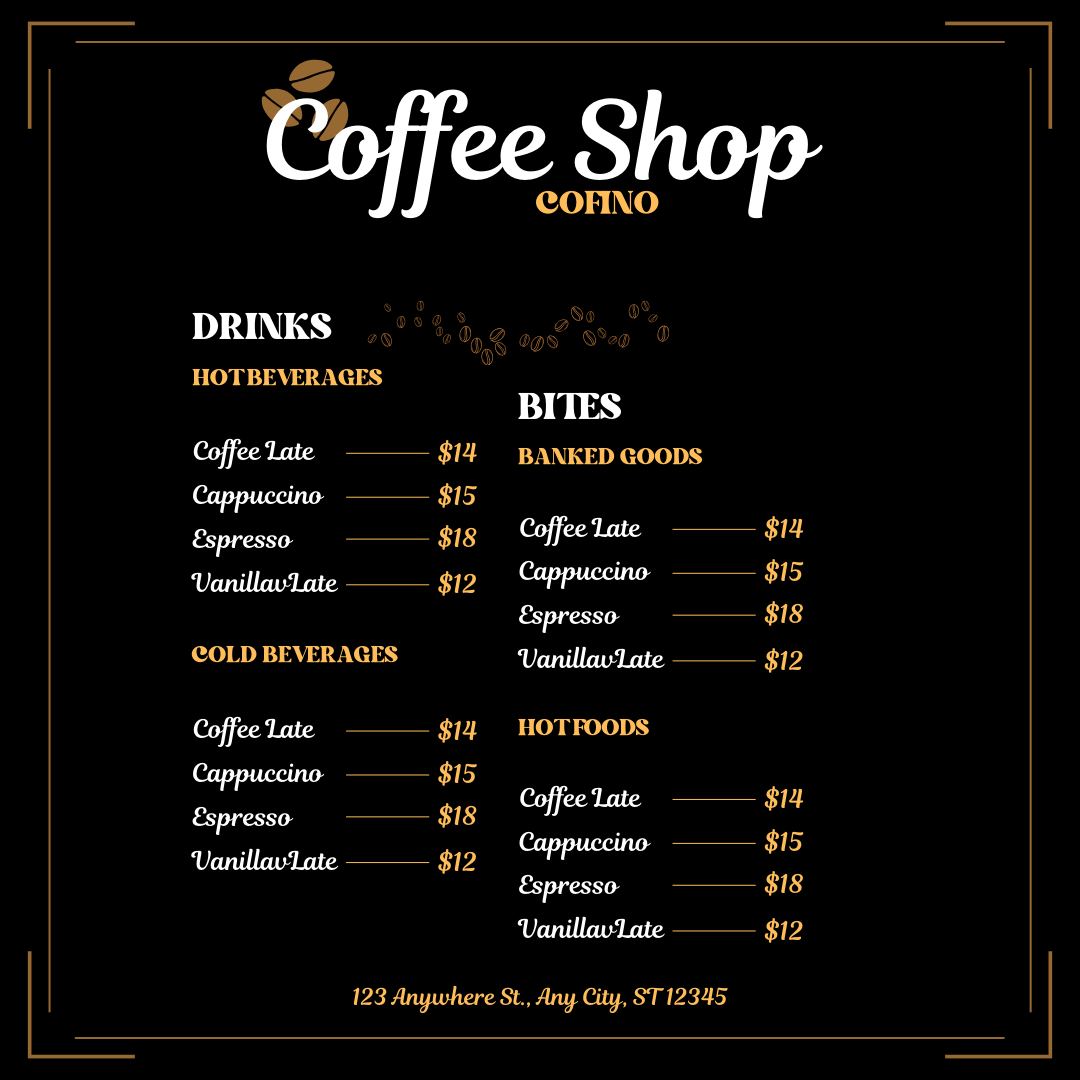 Coffee Shop
COFINO
DRINKS
HOT BEVERAGES
Coffee Late $14
Cappuccino $15
Espresso $18
VanillavLate $12
COLD BEVERAGES
Coffee Late $14
Cappuccino $15
Espresso $18
VanillavLate $12
BITES
BANKED GOODS
Coffee Late $14
Cappuccino $15
Espresso $18
VanillavLate $12
HOT FOODS
Coffee Late $14
Cappuccino $15
Espresso $18
VanillavLate $12
123 Anywhere St., Any City, ST 12345